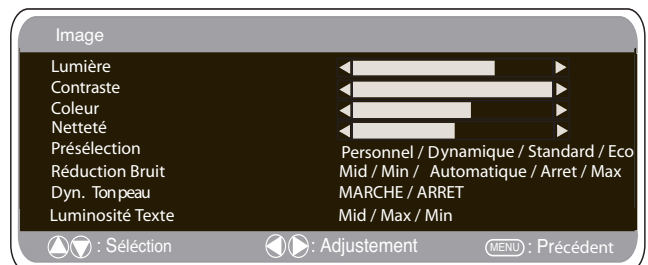 Image
Lumière
Contraste
Coleur
Netteté
Présélection Personnel / Dynamique / Standard / Eco
Réduction Bruit Mid / Min / Automatique / Arret / Max
Dyn. Ton peau MARCHE / ARRET
Luminosité Texte Mid / Max / Min
: Séléction : Adjustement MENU : Précédent